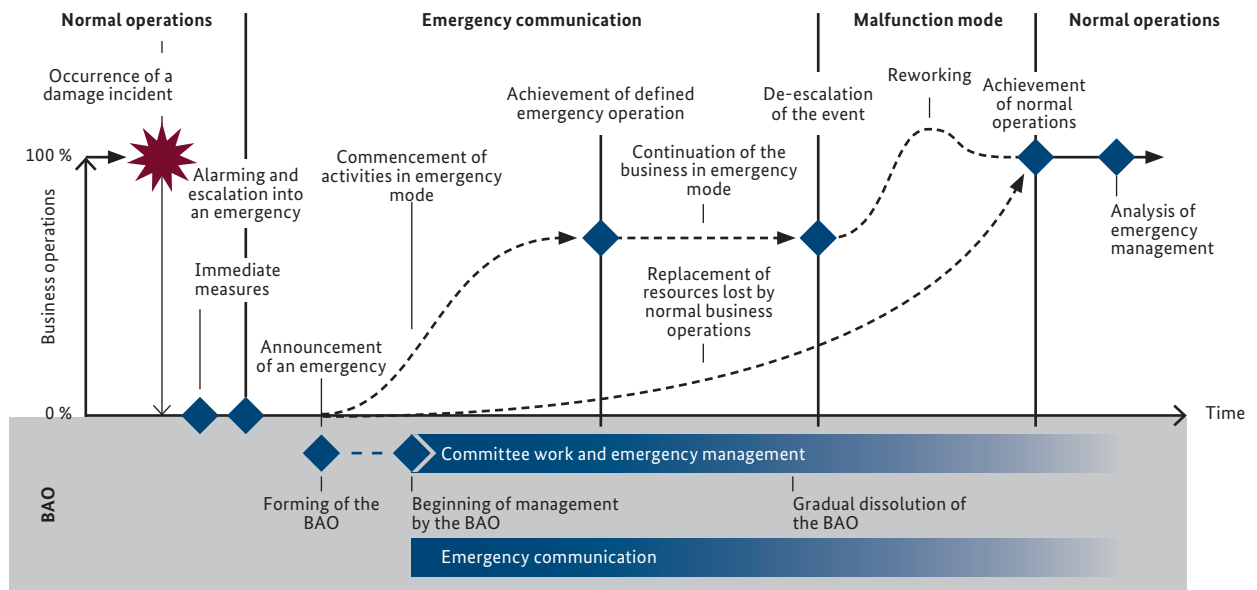 Normal operations
Emergency communication
Malfunction mode
Normal operations
Occurrence of a
damage incident
Reworking
Achievement of defined
emergency operation
De-escalation
of the event
Achievement
of normal
operations
100 %
Alarming and
escalation into
an emergency
Commencement of
activities in emergency
mode
Continuation of the
business in emergency
mode
Analysis of
emergency
management
Business operations
Immediate
measures
Replacement of
resources lost by
normal business
operations
Announcement
of an emergency
0 %
Time
BAO
Committee work and emergency management
Forming of the
BAO
Beginning of management
by the BAO
Gradual dissolution of
the BAO
Emergency communication